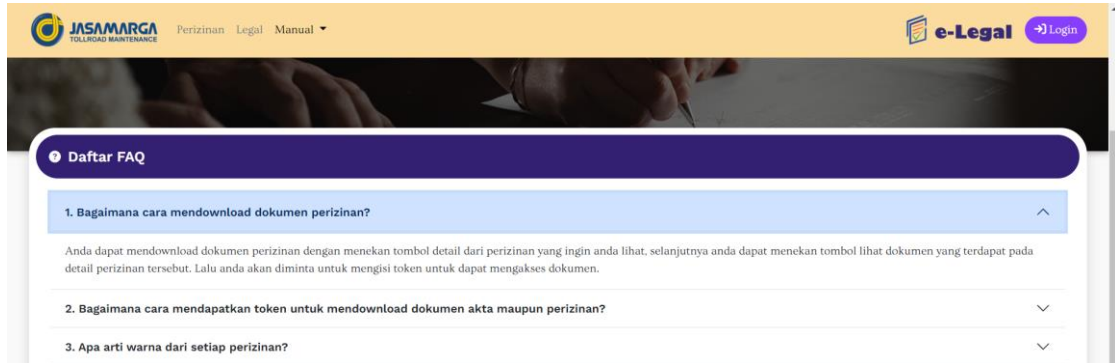 JASAMARGA
TOLLROAD MAINTENANCE
Perizinan Legal Manual
e-Legal
Login
Daftar FAQ
1. Bagaimana cara mendownload dokumen perizinan?
Anda dapat mendownload dokumen perizinan dengan menekan tombol detail dari perizinan yang ingin anda lihat, selanjutnya anda dapat menekan tombol lihat dokumen yang terdapat pada
detail perizinan tersebut. Lalu anda akan diminta untuk mengisi token untuk dapat mengakses dokumen.
2. Bagaimana cara mendapatkan token untuk mendownload dokumen akta maupun perizinan?
3. Apa arti warna dari setiap perizinan?